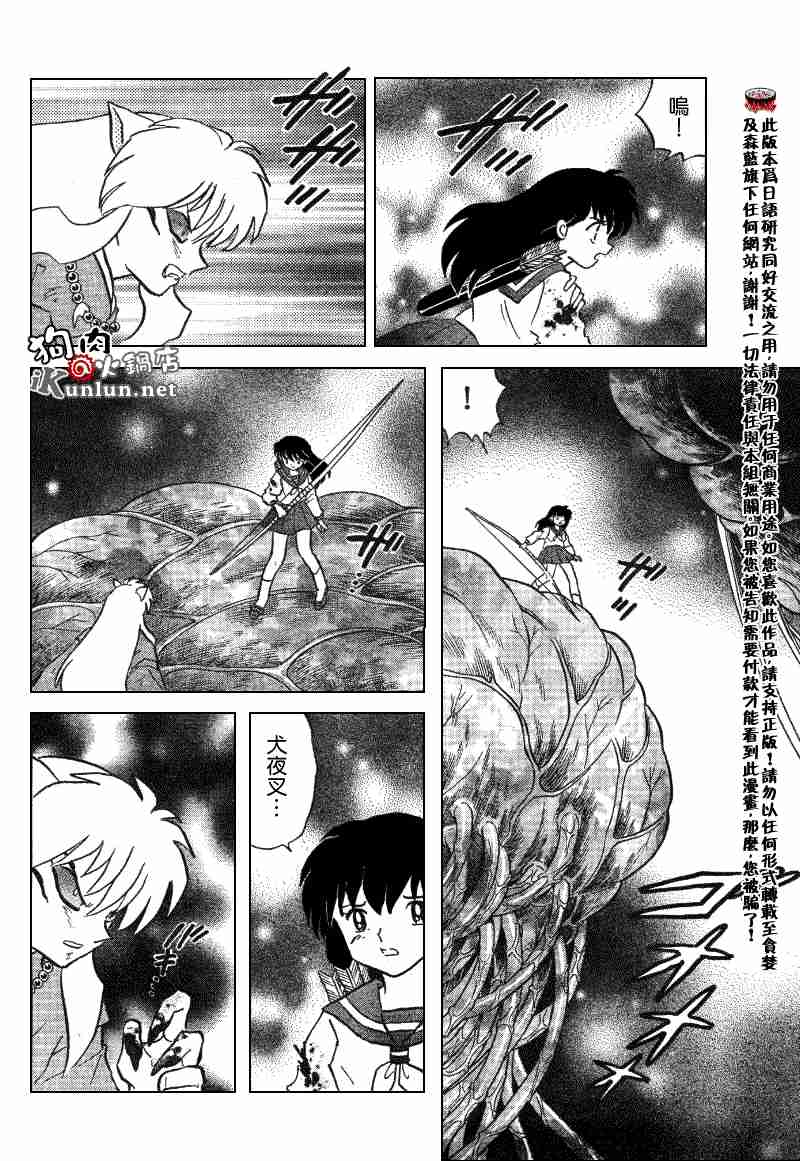 嗚！
！
犬夜叉…
此版本爲日語研究同好交流之用，請勿用于任何商業用途。如您喜歡此作品，請支持正版！請勿以任何形式轉載至貪婪
及森藍旗下任何網站，謝謝！一切法律責任與本組無關。如果您被告知需要付款才能看到此漫畫，那麼，您被騙了！
狗肉火鍋店
iKunlun.net